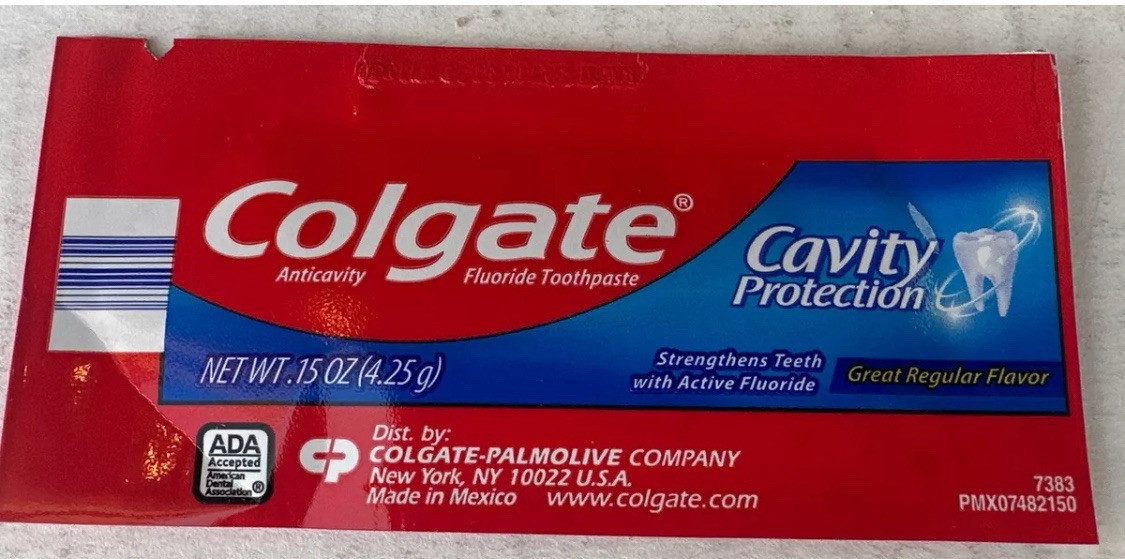 Colgate®
Anticavity Fluoride Toothpaste
Cavity
Protection
NET WT .15 OZ (4.25 g)
Strengthens Teeth
with Active Fluoride
Great Regular Flavor
ADA
Accepted
American
Dental
Association®
CP
Dist. by:
COLGATE-PALMOLIVE COMPANY
New York, NY 10022 U.S.A.
Made in Mexico www.colgate.com
7383
PMX07482150